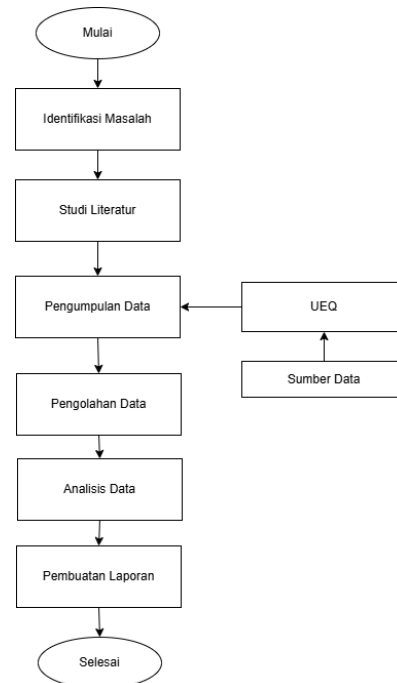 Mulai
Identifikasi Masalah
Studi Literatur
Pengumpulan Data
UEQ
Sumber Data
Pengolahan Data
Analisis Data
Pembuatan Laporan
Selesai